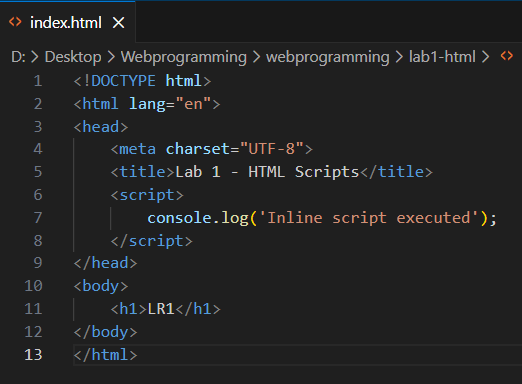 index.html
D: > Desktop > Webprogramming > webprogramming > lab1-html >
1 <!DOCTYPE html>
2 <html lang="en">
3 <head>
4     <meta charset="UTF-8">
5     <title>Lab 1 - HTML Scripts</title>
6     <script>
7         console.log('Inline script executed');
8     </script>
9 </head>
10 <body>
11     <h1>LR1</h1>
12 </body>
13 </html>